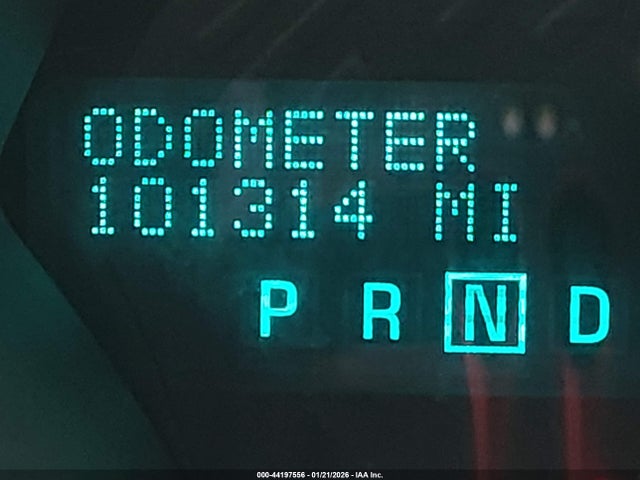 ODOMETER
101314 MI
P R N D
000-44197556 - 01/21/2026 - IAA Inc.